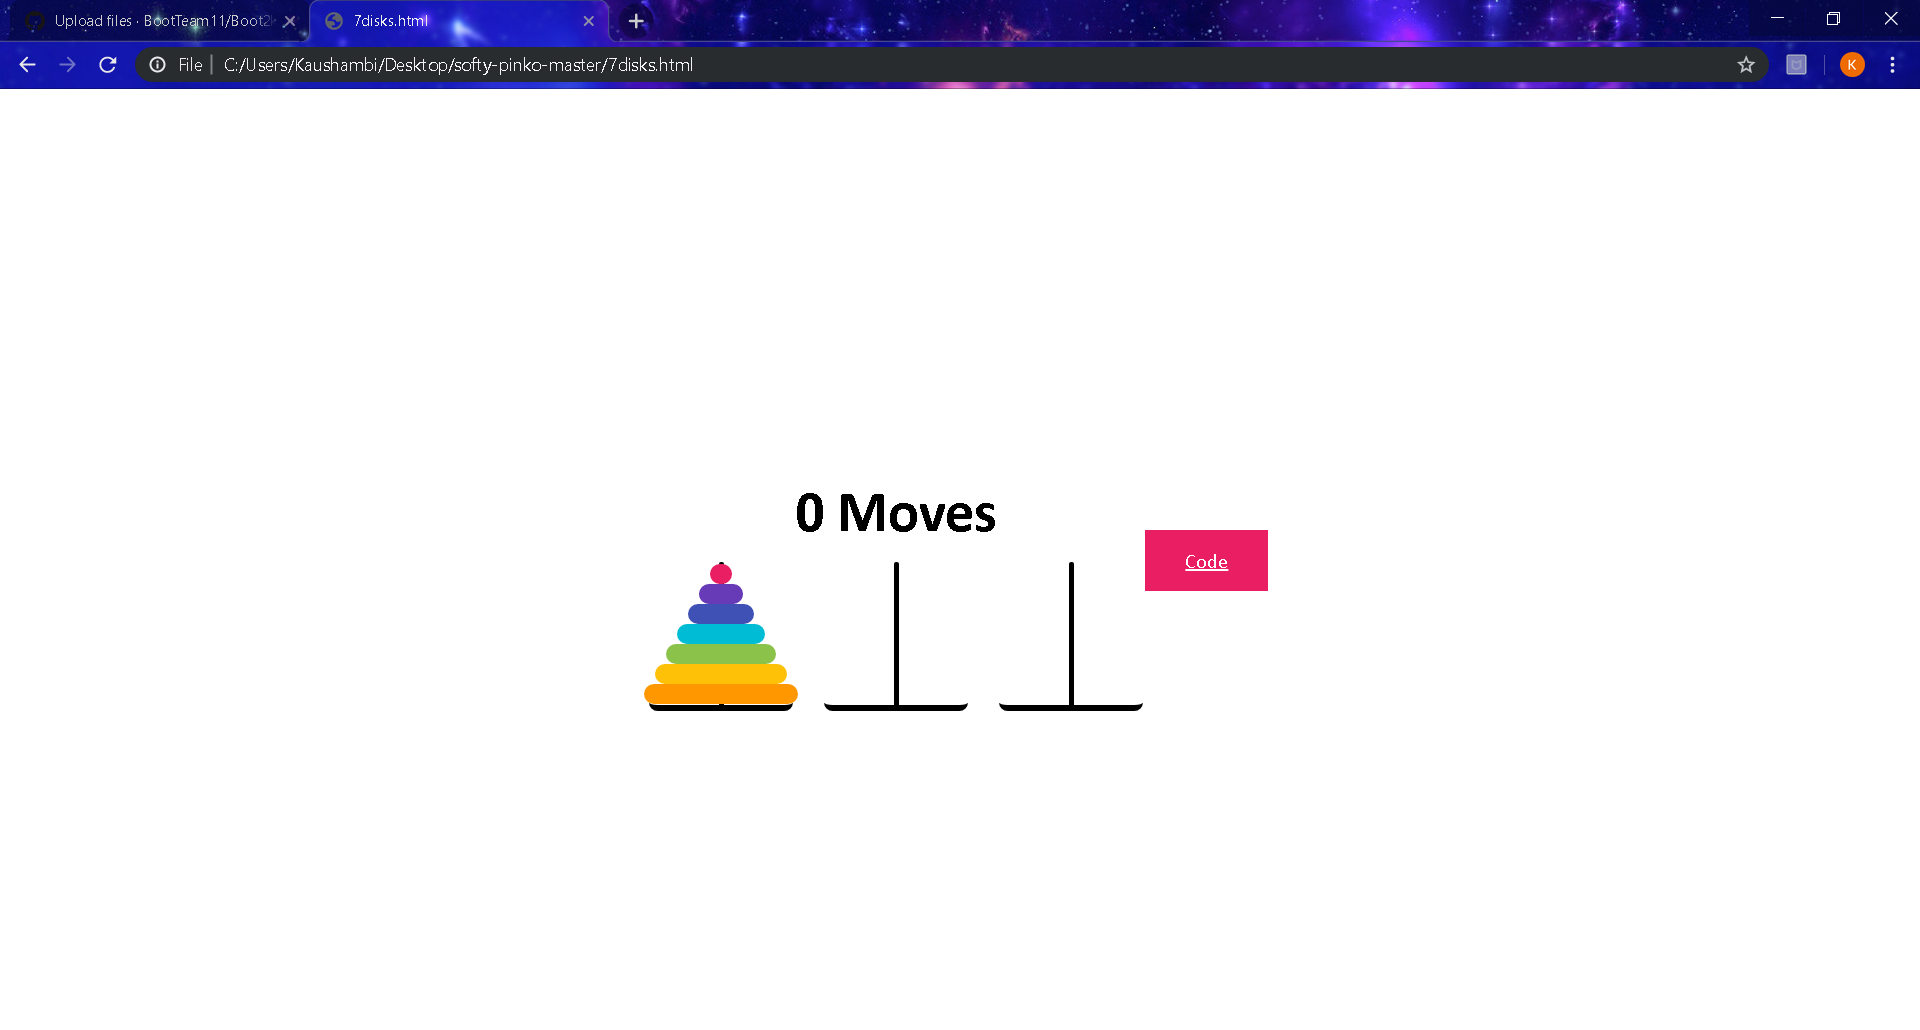 Upload files · BootTeam11/Boot2
7disks.html
File
C:/Users/Kaushambi/Desktop/softy-pinko-master/7disks.html
K
0 Moves
Code